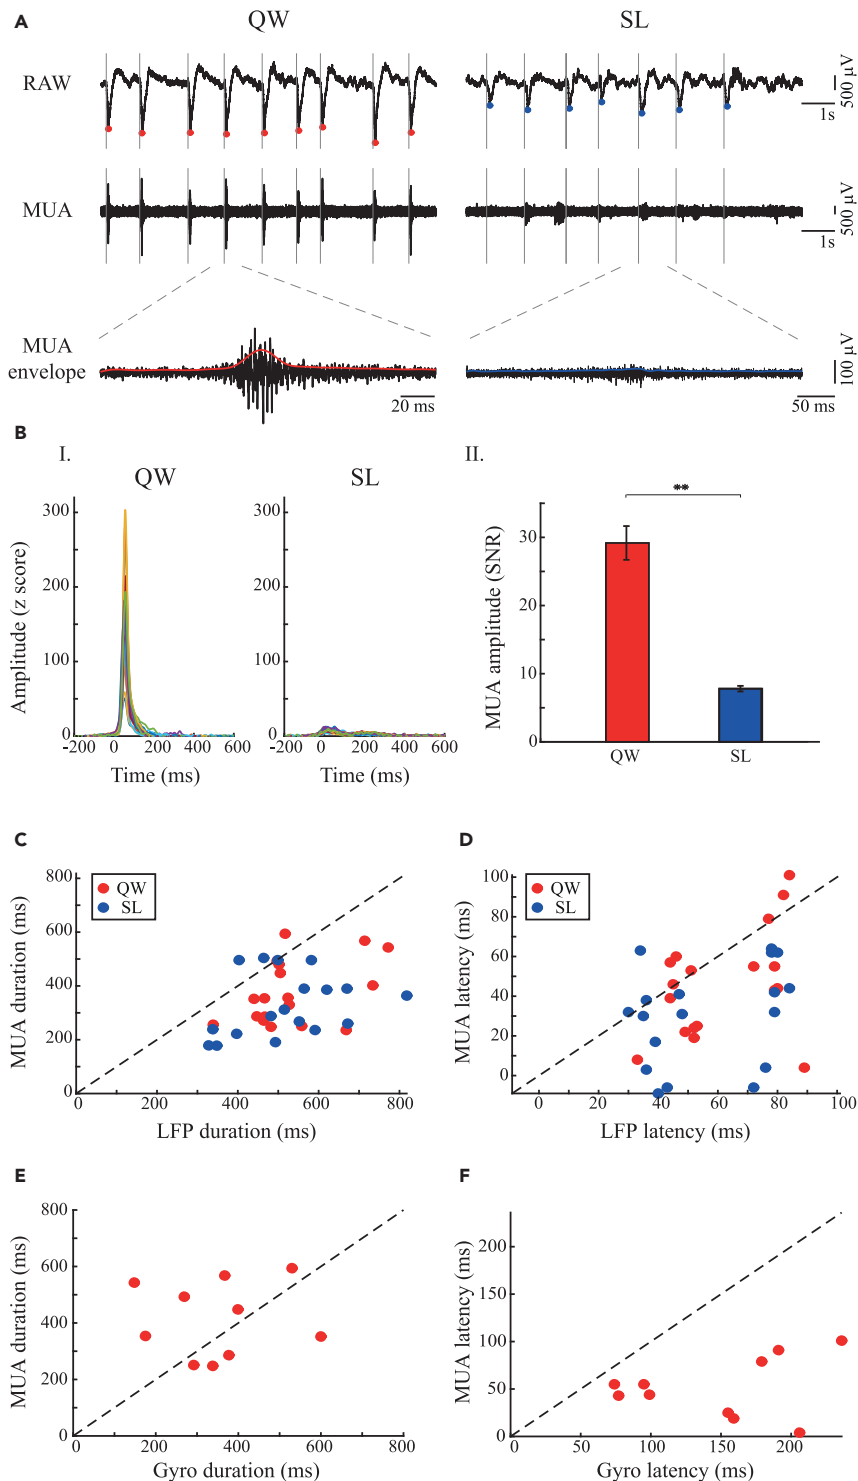 A
QW
SL
RAW
500 µV
1s
MUA
500 µV
1s
MUA
envelope
100 µV
20 ms
50 ms
B
I.
QW
SL
300
200
100
0
Amplitude (z score)
-200 0 200 400 600
Time (ms)
300
200
100
0
-200 0 200 400 600
Time (ms)
II.
**
30
20
10
0
MUA amplitude (SNR)
QW
SL
C
QW
SL
800
600
400
200
0
MUA duration (ms)
0 200 400 600 800
LFP duration (ms)
D
QW
SL
100
80
60
40
20
0
MUA latency (ms)
0 20 40 60 80 100
LFP latency (ms)
E
800
600
400
200
0
MUA duration (ms)
0 200 400 600 800
Gyro duration (ms)
F
200
150
100
50
0
MUA latency (ms)
0 50 100 150 200
Gyro latency (ms)